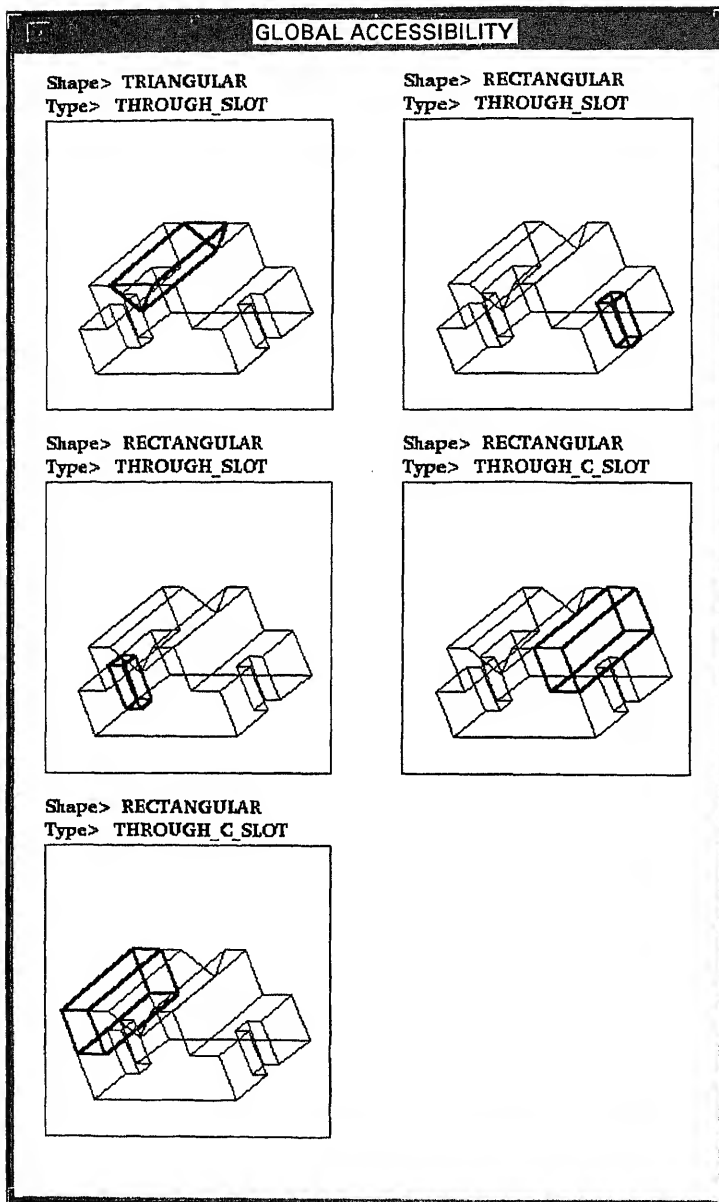 GLOBAL ACCESSIBILITY
Shape> TRIANGULAR
Type> THROUGH_SLOT
Shape> RECTANGULAR
Type> THROUGH_SLOT
Shape> RECTANGULAR
Type> THROUGH_SLOT
Shape> RECTANGULAR
Type> THROUGH_C_SLOT
Shape> RECTANGULAR
Type> THROUGH_C_SLOT